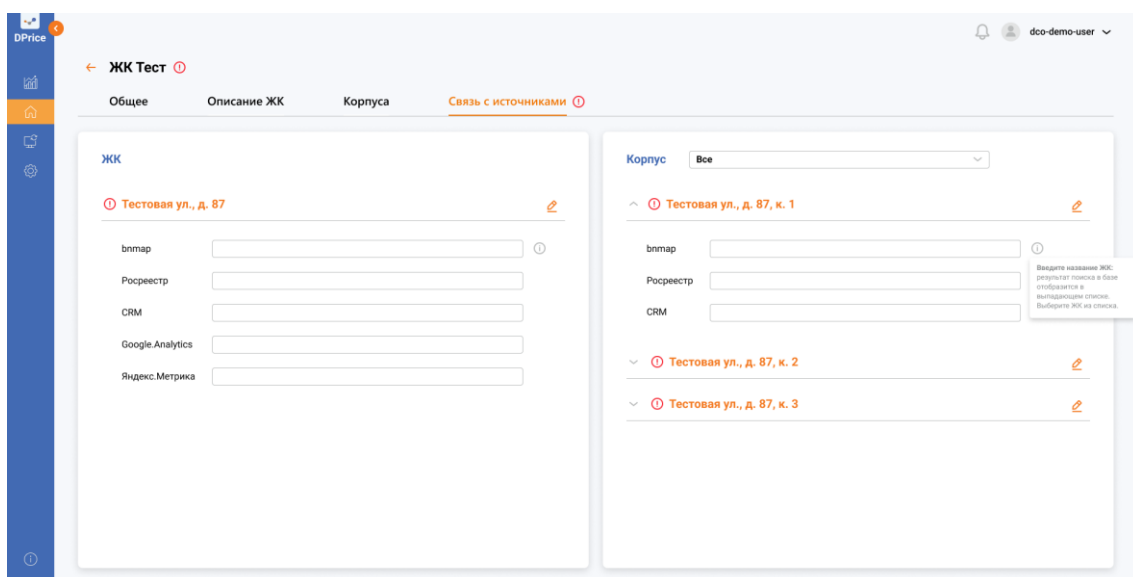 DPrice
dco-demo-user
ЖК Тест
Общее
Описание ЖК
Корпуса
Связь с источниками
ЖК
Тестовая ул., д. 87
bnmap
Росреестр
CRM
Google.Analytics
Яндекс.Метрика
Корпус
Все
Тестовая ул., д. 87, к. 1
bnmap
Росреестр
CRM
Введите название ЖК:
результат поиска в базе
отобразится в
выпадающем списке.
Выберите ЖК из списка.
Тестовая ул., д. 87, к. 2
Тестовая ул., д. 87, к. 3